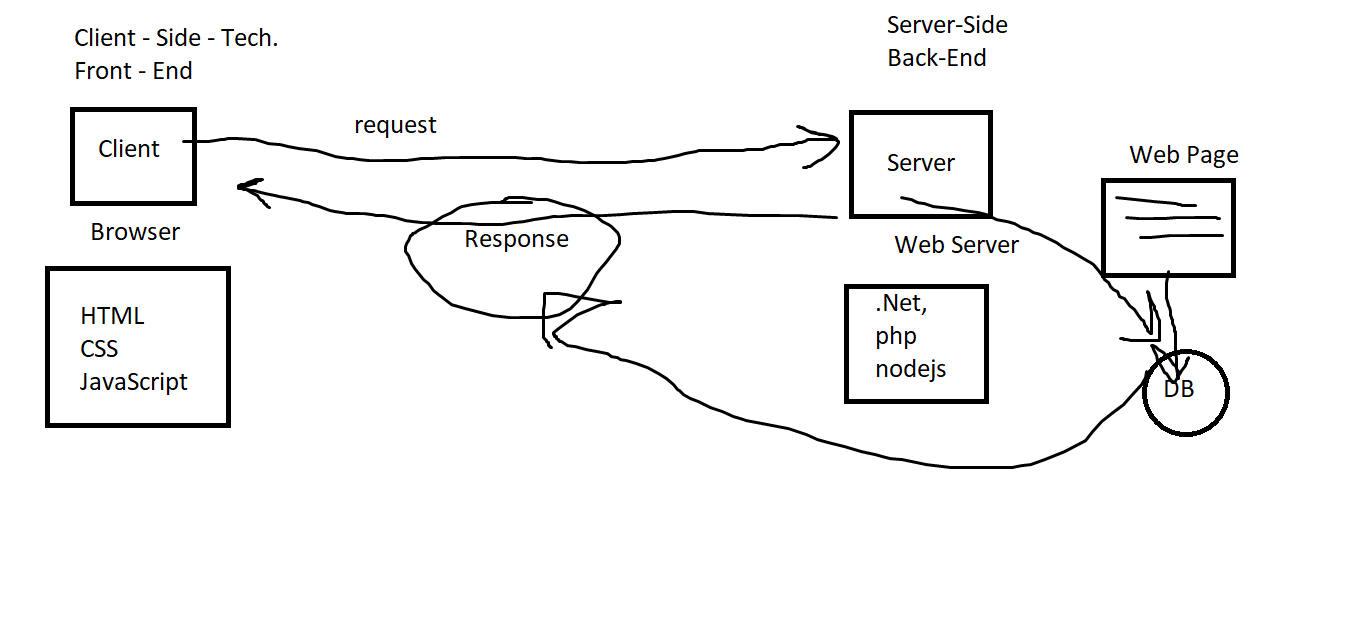 Client - Side - Tech.
Front - End
Client
Browser
HTML
CSS
JavaScript
request
Response
Server-Side
Back-End
Server
Web Server
.Net,
php
nodejs
Web Page
DB